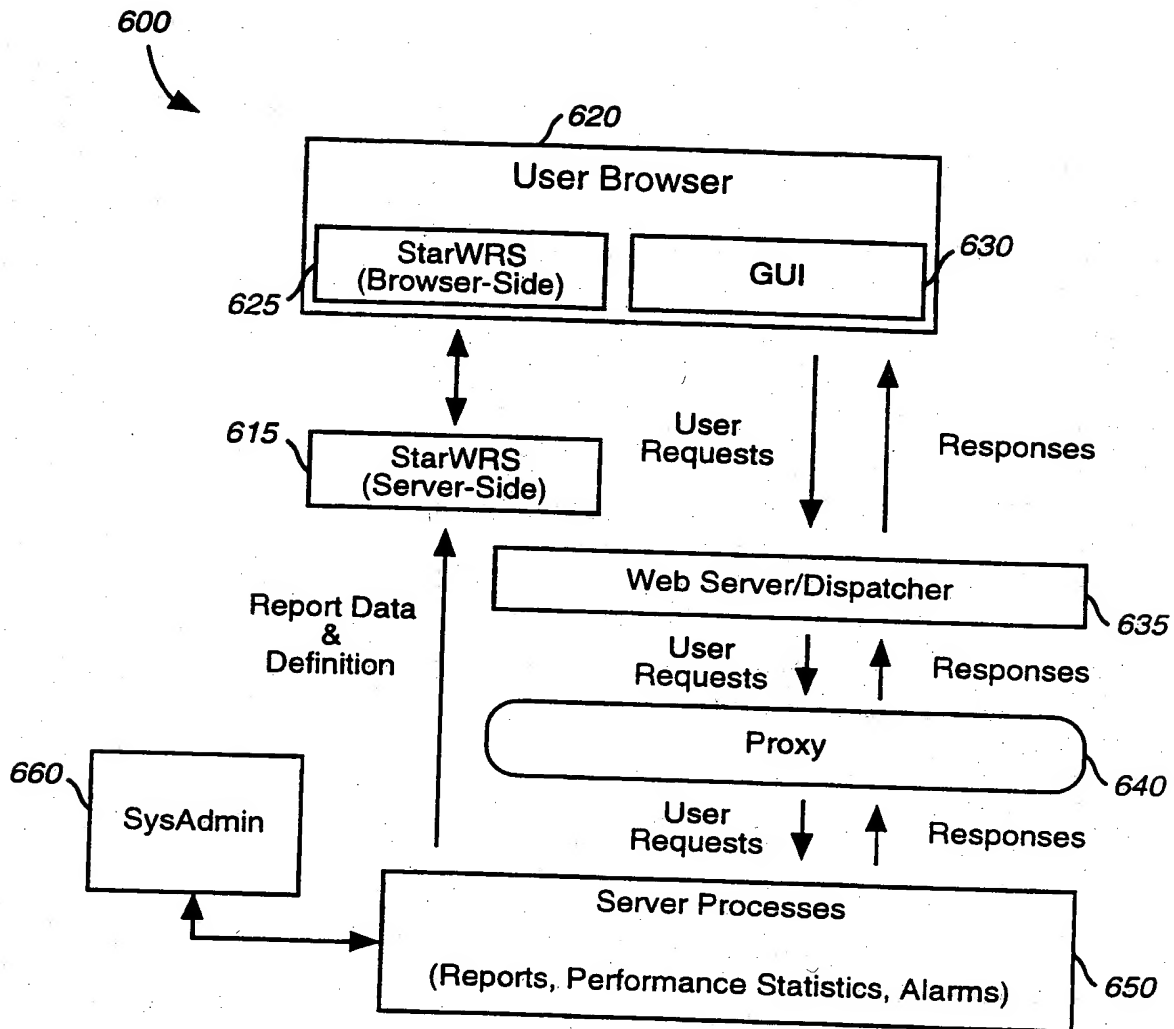 600
620
User Browser
StarWRS
(Browser-Side)
GUI
630
625
615
StarWRS
(Server-Side)
User
Requests
Responses
Web Server/Dispatcher
635
Report Data
&
Definition
User
Requests
Responses
Proxy
640
660
SysAdmin
User
Requests
Responses
Server Processes
(Reports, Performance Statistics, Alarms)
650